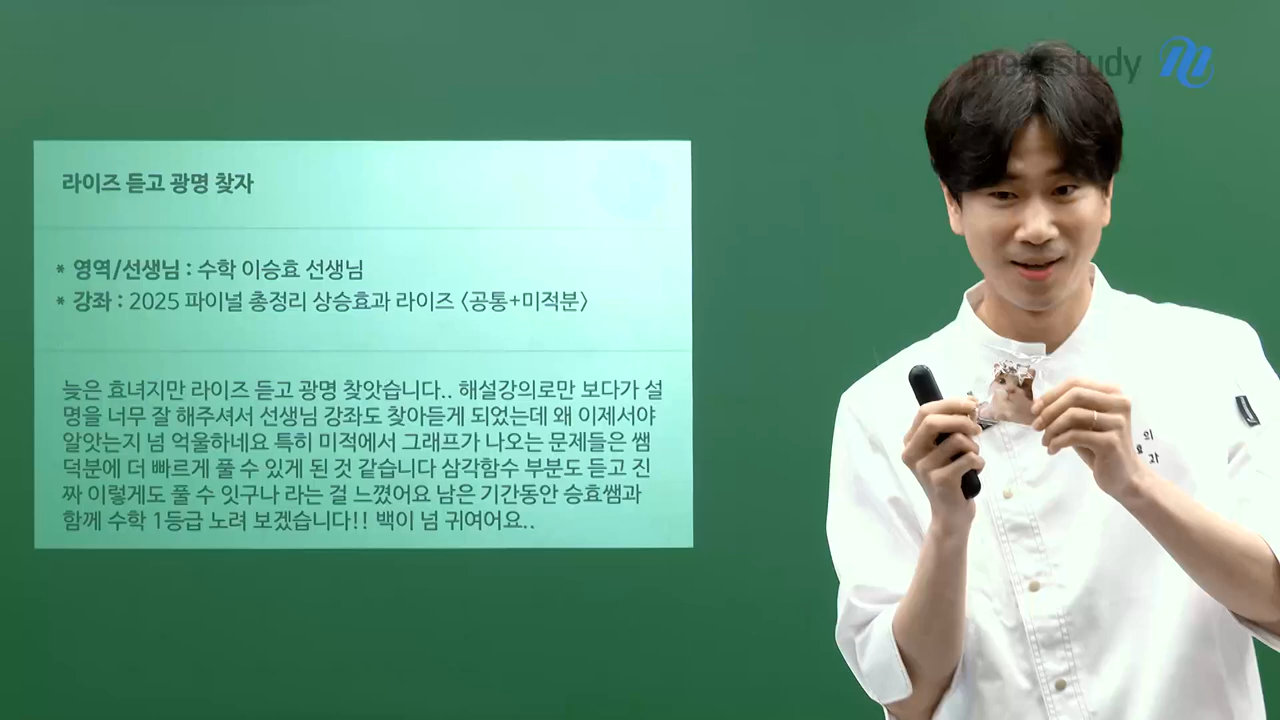 megastudy
라이즈 듣고 광명 찾자
* 영역/선생님 : 수학 이승효 선생님
* 강좌 : 2025 파이널 총정리 상승효과 라이즈 〈공통+미적분〉
늦은 효녀지만 라이즈 듣고 광명 찾앗습니다.. 해설강의로만 보다가 설
명을 너무 잘 해주셔서 선생님 강좌도 찾아듣게 되었는데 왜 이제서야
알앗는지 넘 억울하네요 특히 미적에서 그래프가 나오는 문제들은 쌤
덕분에 더 빠르게 풀 수 있게 된 것 같습니다 삼각함수 부분도 듣고 진
짜 이렇게도 풀 수 잇구나 라는 걸 느꼈어요 남은 기간동안 승효쌤과
함께 수학 1등급 노려 보겠습니다!! 백이 넘 귀여어요..